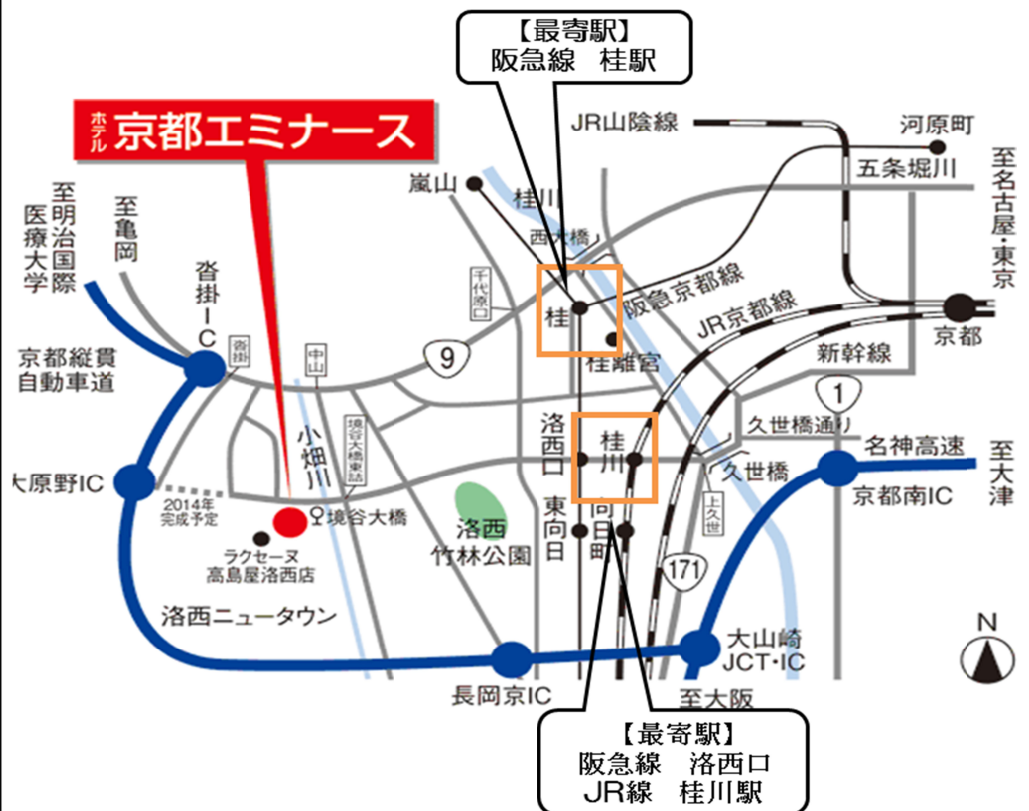 【最寄駅】
阪急線　桂駅
ホテル 京都エミナース
JR山陰線
河原町
五条堀川
至名古屋・東京
嵐山
桂川
西大橋
至明治国際
医療大学
至亀岡
沓掛IC
沓掛
中山
千代原口
9
桂
阪急京都線
JR京都線
京都
桂離宮
新幹線
京都縦貫
自動車道
1
小畑川
境谷大橋東詰
洛西口
桂川
久世橋通り
名神高速
至大津
久世橋
京都南IC
大原野IC
2014年
完成予定
境谷大橋
上久世
洛西
竹林公園
東向日
向日町
ラクセーヌ
高島屋洛西店
171
洛西ニュータウン
大山崎
JCT・IC
N
長岡京IC
至大阪
【最寄駅】
阪急線　洛西口
JR線　桂川駅